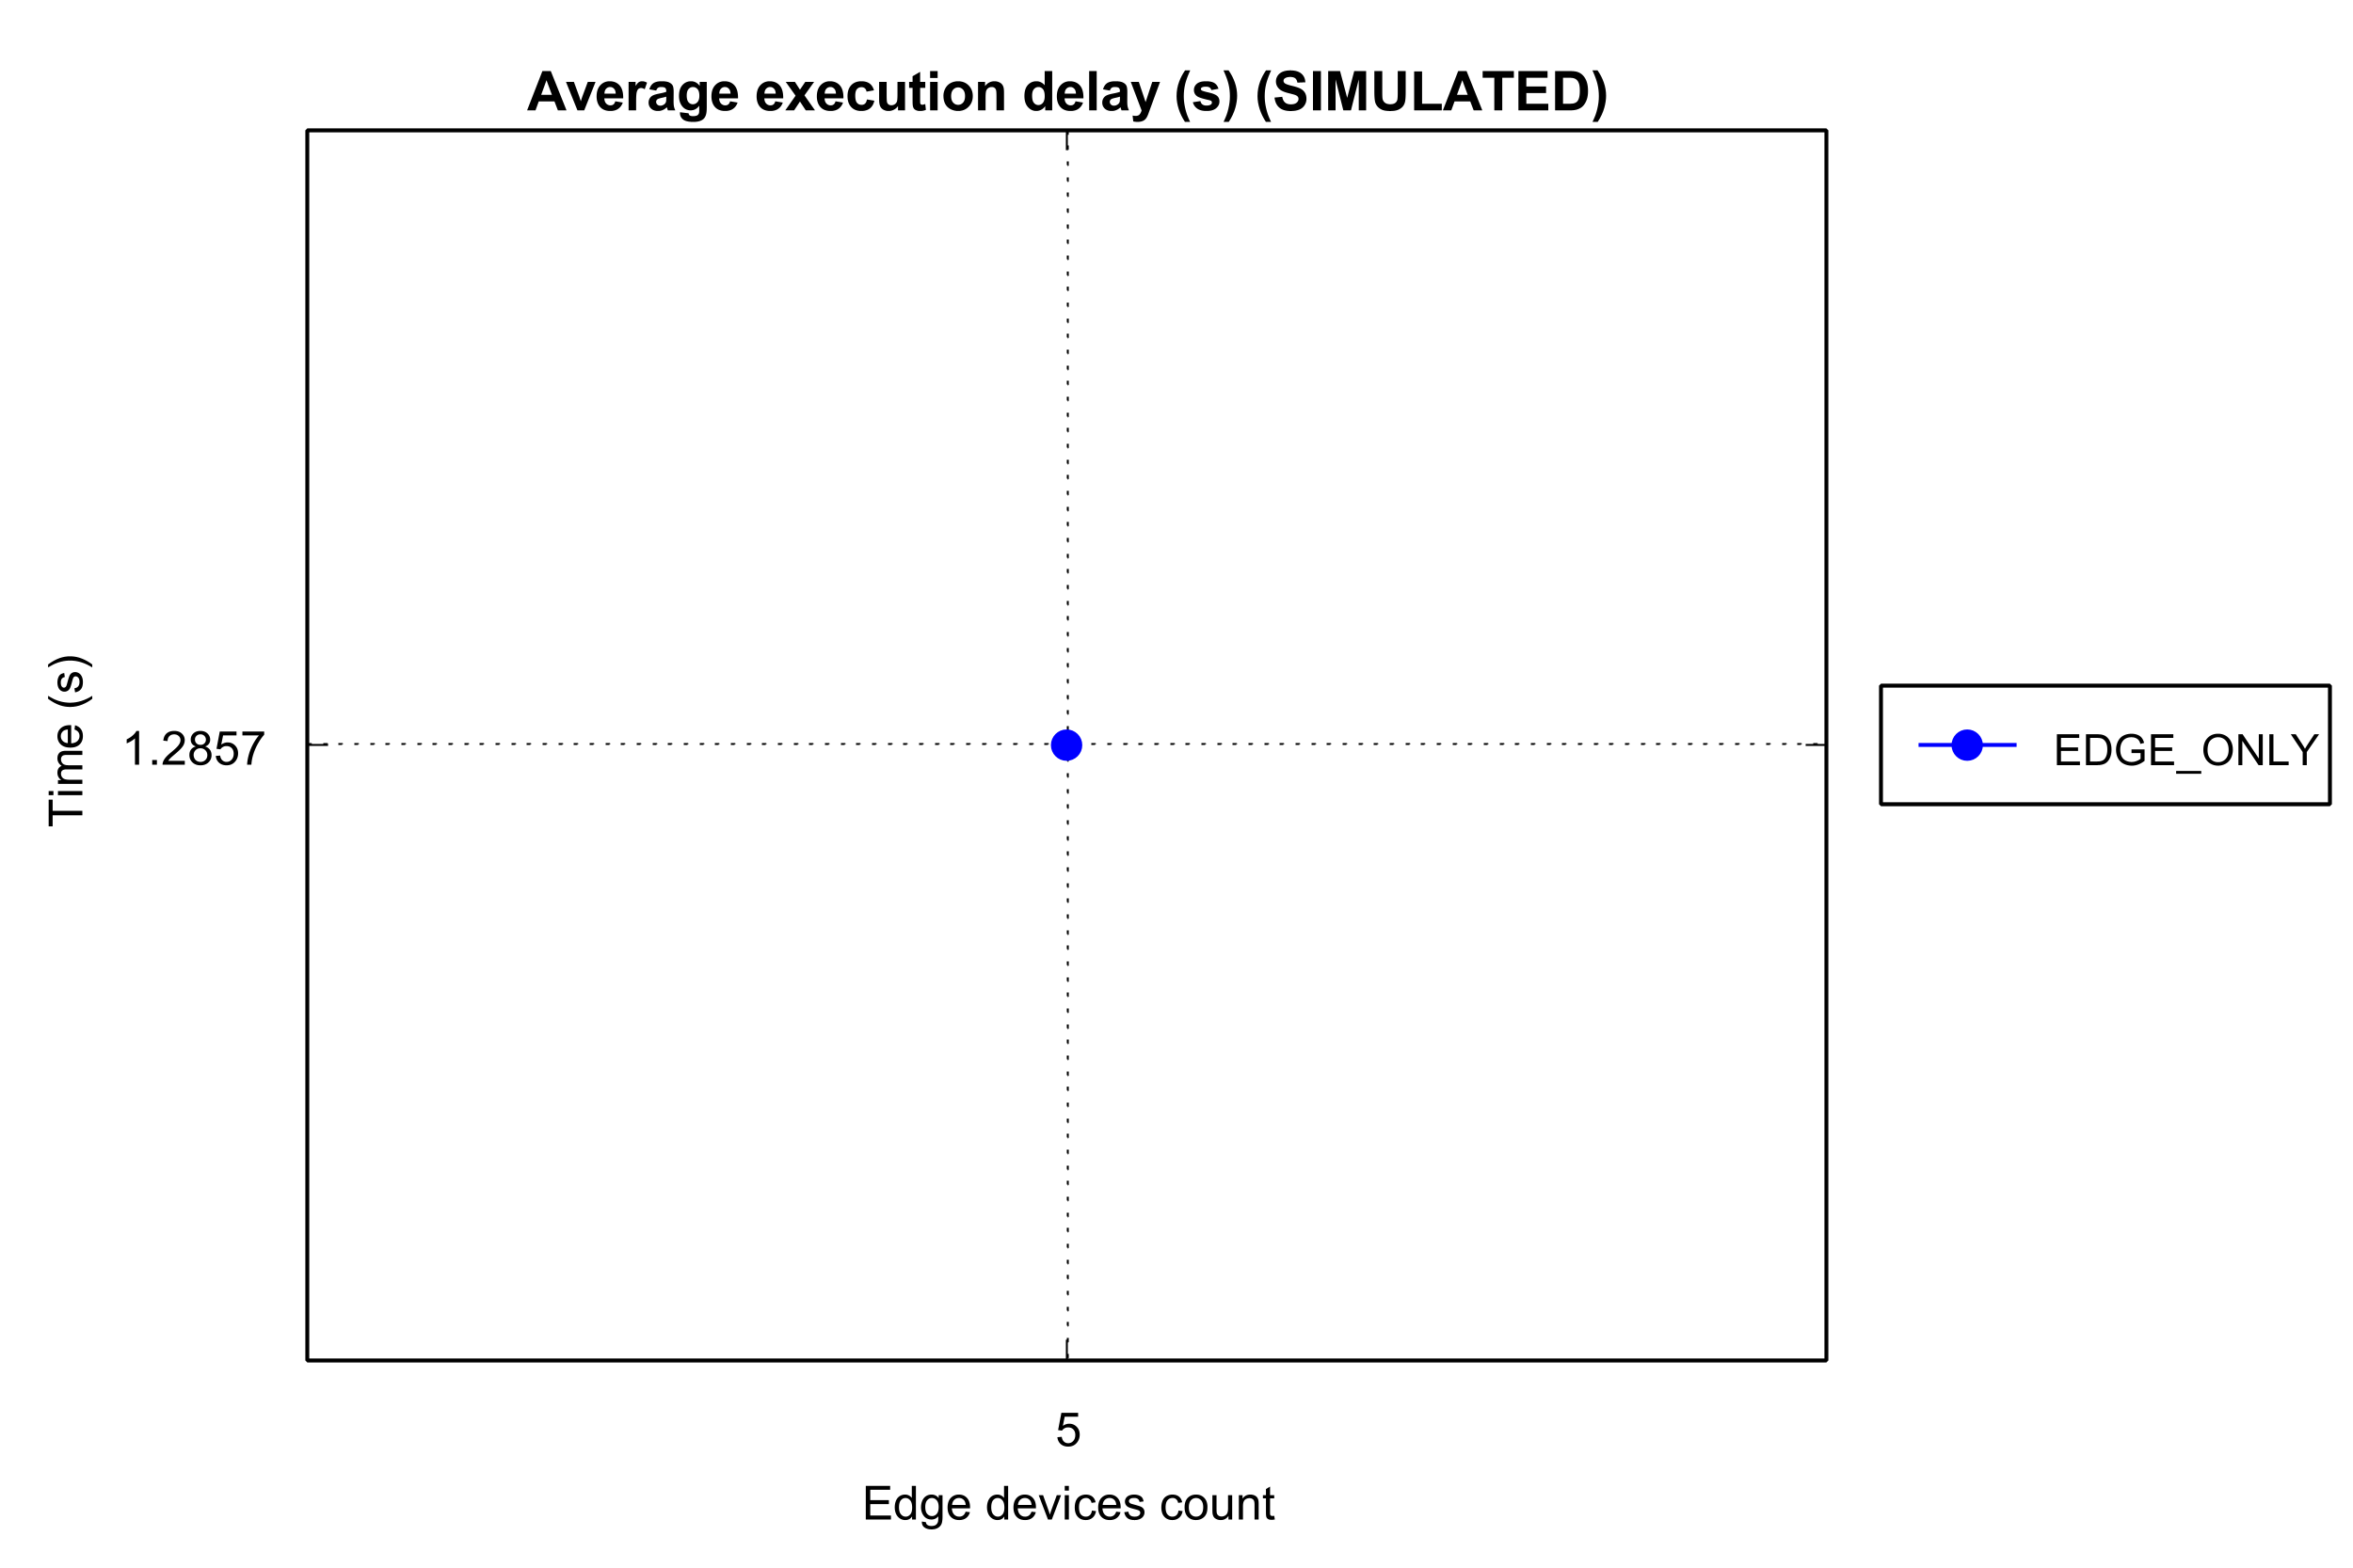 Average execution delay (s) (SIMULATED)
Time (s)
1.2857
EDGE_ONLY
5
Edge devices count